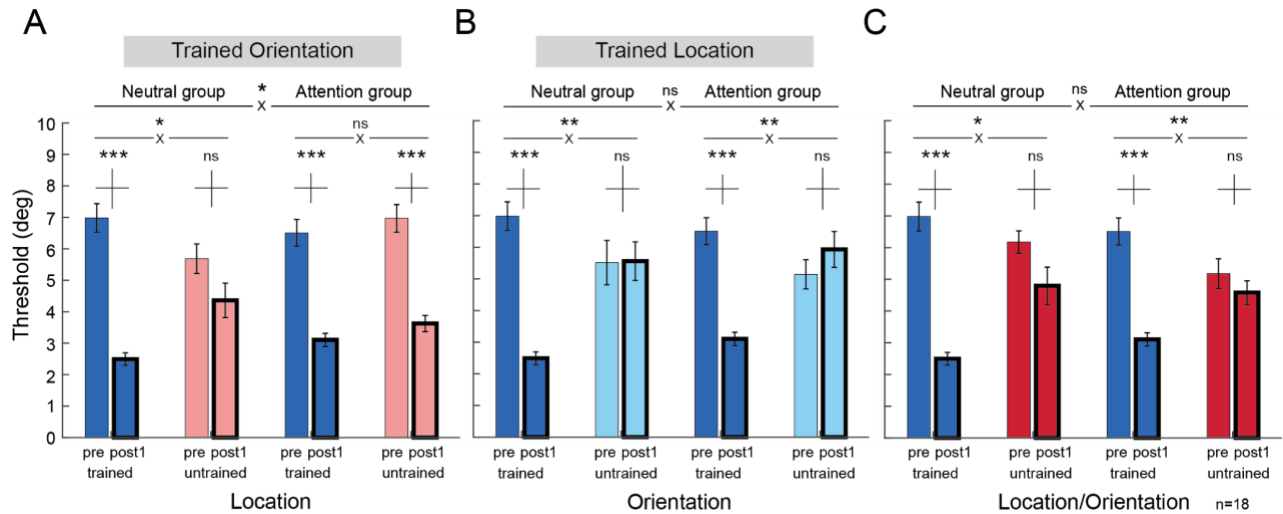 A
B
C
Trained Orientation
Trained Location
Neutral group * Attention group
x
Neutral group ns Attention group
x
Neutral group ns Attention group
x
* ns
x x
** **
x x
* **
x x
*** ns *** ***
*** ns *** ns
*** ns *** ns
Threshold (deg)
10
9
8
7
6
5
4
3
2
1
0
pre post1 pre post1 pre post1 pre post1
trained untrained trained untrained
Location
pre post1 pre post1 pre post1 pre post1
trained untrained trained untrained
Orientation
pre post1 pre post1 pre post1 pre post1
trained untrained trained untrained
Location/Orientation n=18